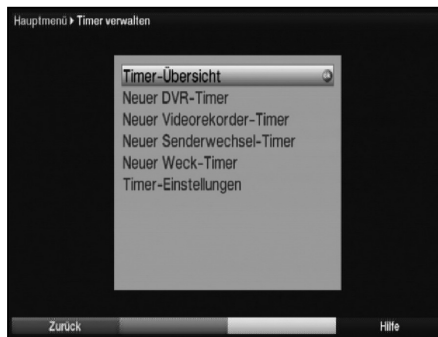 Hauptmenü ▸ Timer verwalten
Timer-Übersicht
Neuer DVR-Timer
Neuer Videorekorder-Timer
Neuer Senderwechsel-Timer
Neuer Weck-Timer
Timer-Einstellungen
Zurück Hilfe